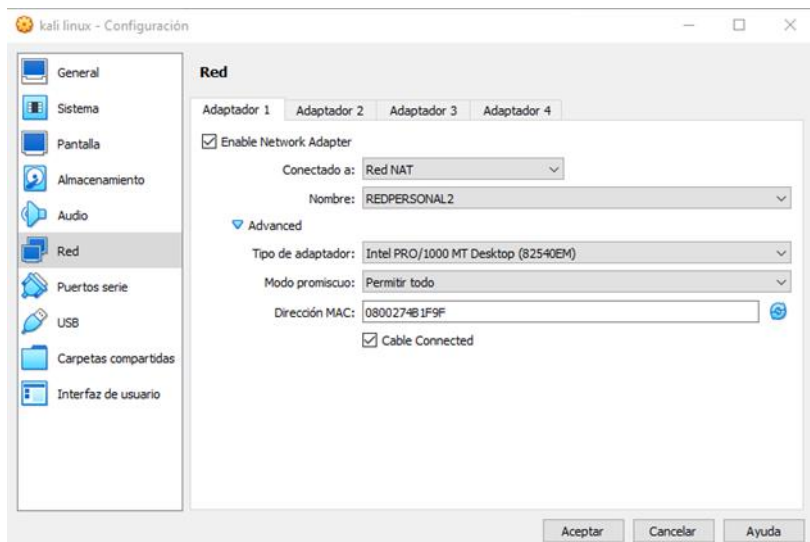 kali linux - Configuración
General
Sistema
Pantalla
Almacenamiento
Audio
Red
Puertos serie
USB
Carpetas compartidas
Interfaz de usuario
Red
Adaptador 1 Adaptador 2 Adaptador 3 Adaptador 4
Enable Network Adapter
Conectado a: Red NAT
Nombre: REDPERSONAL2
Advanced
Tipo de adaptador: Intel PRO/1000 MT Desktop (82540EM)
Modo promiscuo: Permitir todo
Dirección MAC: 0800274B1F9F
Cable Connected
Aceptar Cancelar Ayuda